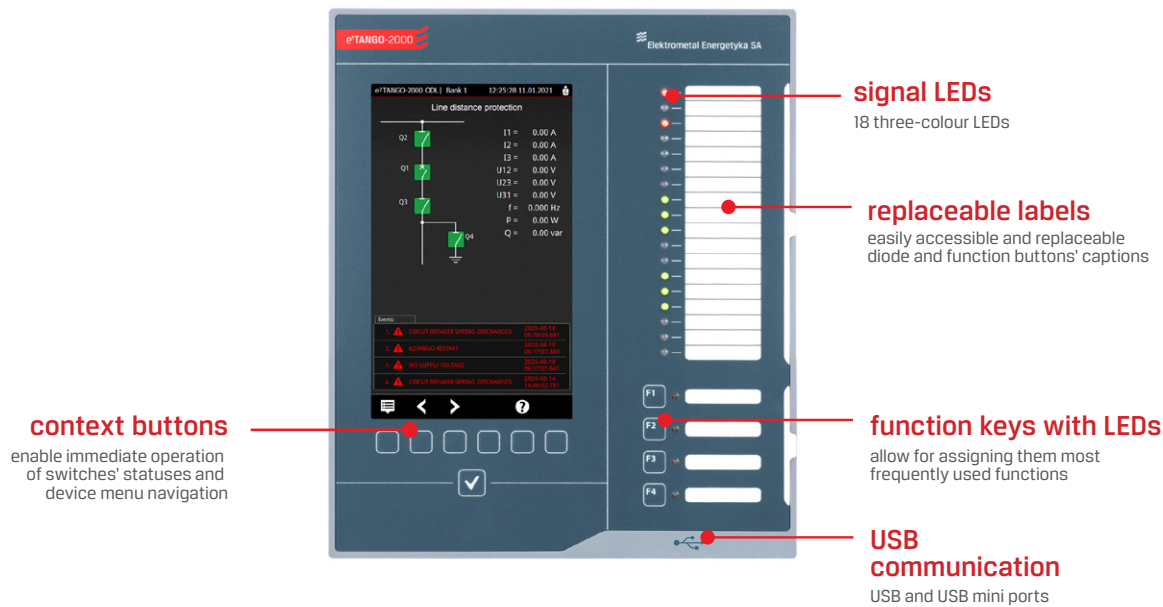 e²TANGO-2000
Elektrometal Energetyka SA
e²TANGO-2000 ODL | Bank 1 12:25:28 11.01.2021
Line distance protection
Q2
Q1
Q3
Q4
I1 = 0.00 A
I2 = 0.00 A
I3 = 0.00 A
U12 = 0.00 V
U23 = 0.00 V
U31 = 0.00 V
f = 0.000 Hz
P = 0.00 W
Q = 0.00 var
Events
1. CIRCUIT BREAKER SPRING DISCHARGED
2.
3. NO SUPPLY VOLTAGE
4. CIRCUIT BREAKER SPRING DISCHARGED
F1
F2
F3
F4
signal LEDs
18 three-colour LEDs
replaceable labels
easily accessible and replaceable
diode and function buttons' captions
context buttons
enable immediate operation
of switches' statuses and
device menu navigation
function keys with LEDs
allow for assigning them most
frequently used functions
USB
communication
USB and USB mini ports